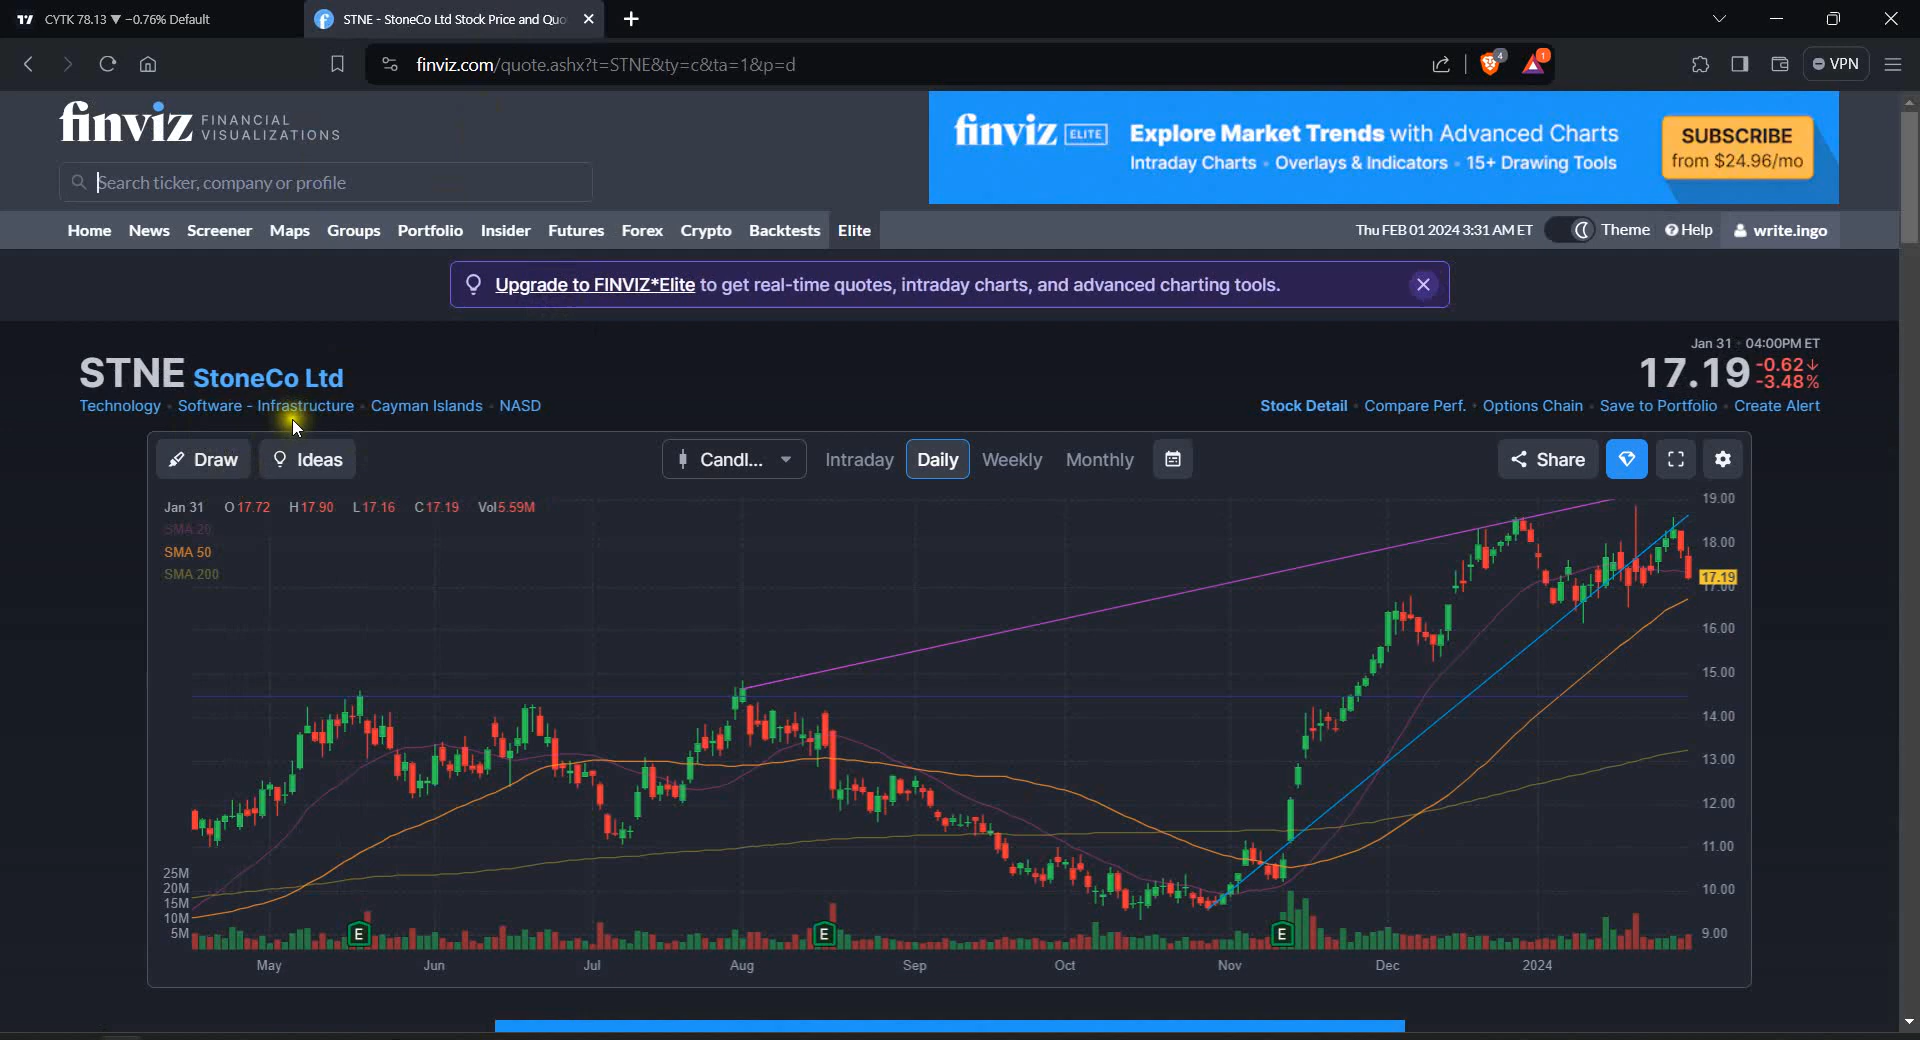 CYTK 78.13 ▼ −0.76% Default
STNE - StoneCo Ltd Stock Price and Quo
finviz.com/quote.ashx?t=STNE&ty=c&ta=1&p=d
4
1
VPN
finviz FINANCIAL VISUALIZATIONS
Search ticker, company or profile
finviz ELITE
Explore Market Trends with Advanced Charts
Intraday Charts · Overlays & Indicators · 15+ Drawing Tools
SUBSCRIBE
from $24.96/mo
Home News Screener Maps Groups Portfolio Insider Futures Forex Crypto Backtests Elite
Thu FEB 01 2024 3:31 AM ET Theme Help write.ingo
Upgrade to FINVIZ*Elite to get real-time quotes, intraday charts, and advanced charting tools.
Jan 31 · 04:00PM ET
STNE StoneCo Ltd
17.19 -0.62↓
-3.48%
Technology · Software - Infrastructure · Cayman Islands · NASD
Stock Detail · Compare Perf. · Options Chain · Save to Portfolio · Create Alert
Draw Ideas
Candl... Intraday Daily Weekly Monthly
Share
Jan 31 O 17.72 H 17.90 L 17.16 C 17.19 Vol 5.59M
SMA 20
SMA 50
SMA 200
19.00
18.00
17.19
17.00
16.00
15.00
14.00
13.00
12.00
11.00
10.00
9.00
25M
20M
15M
10M
5M
E E E
May Jun Jul Aug Sep Oct Nov Dec 2024